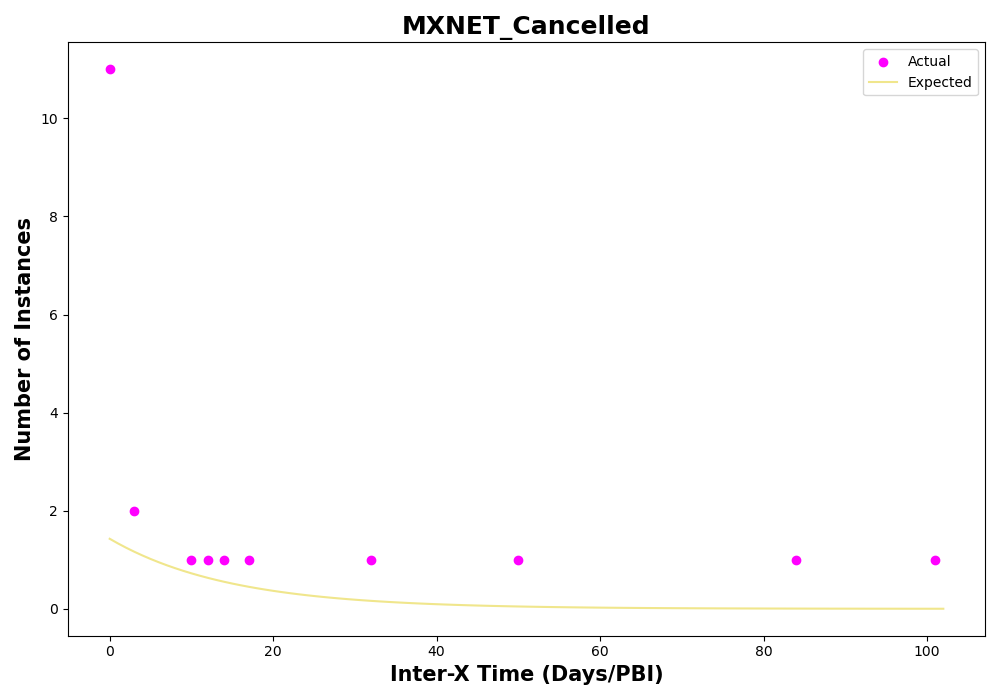 MXNET_Cancelled
Actual
Expected
Number of Instances
10
8
6
4
2
0
0 20 40 60 80 100
Inter-X Time (Days/PBI)